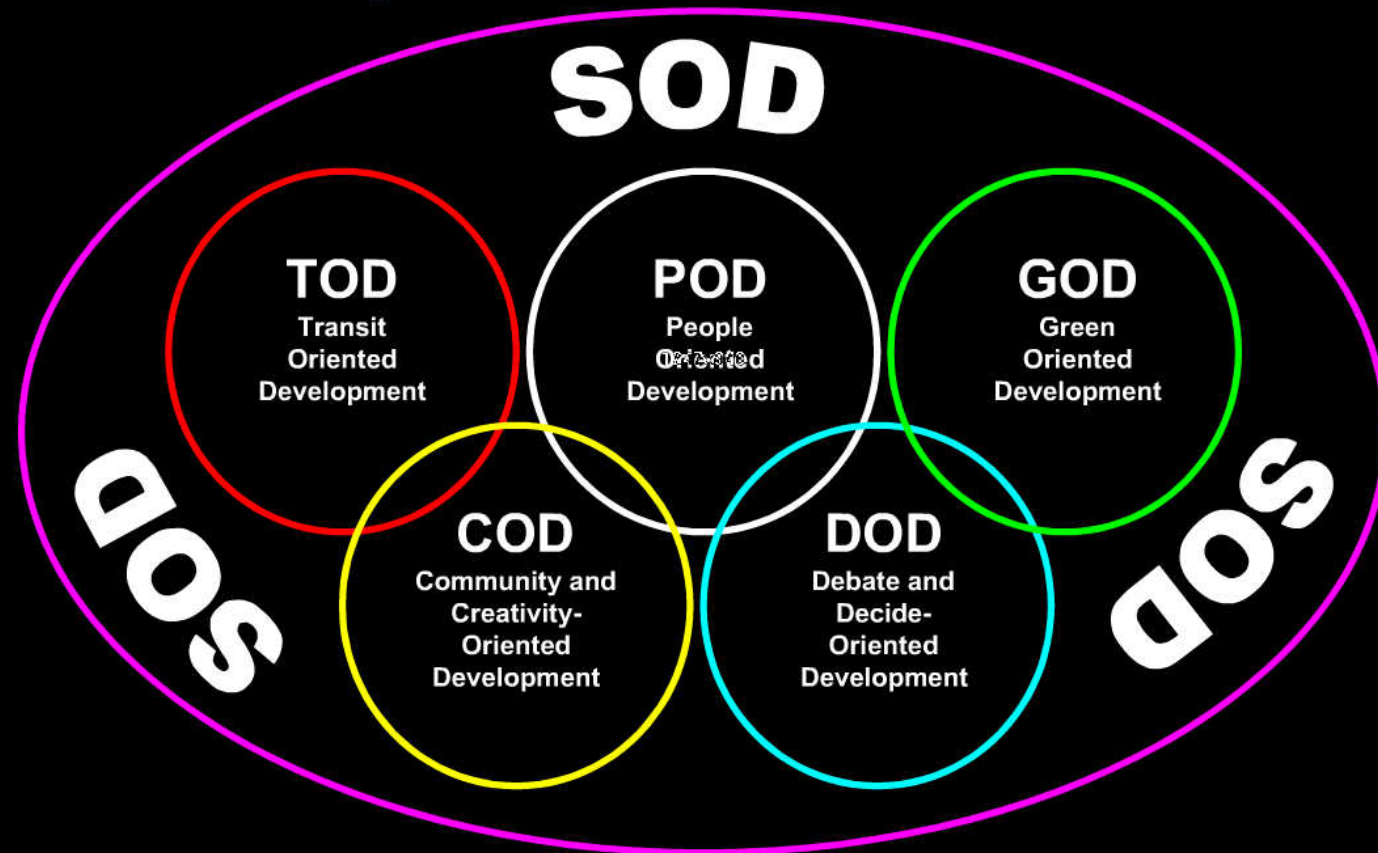 SOD
TOD
Transit
Oriented
Development
POD
People
Oriented
Development
GOD
Green
Oriented
Development
SOD
SOD
COD
Community and
Creativity-
Oriented
Development
DOD
Debate and
Decide-
Oriented
Development